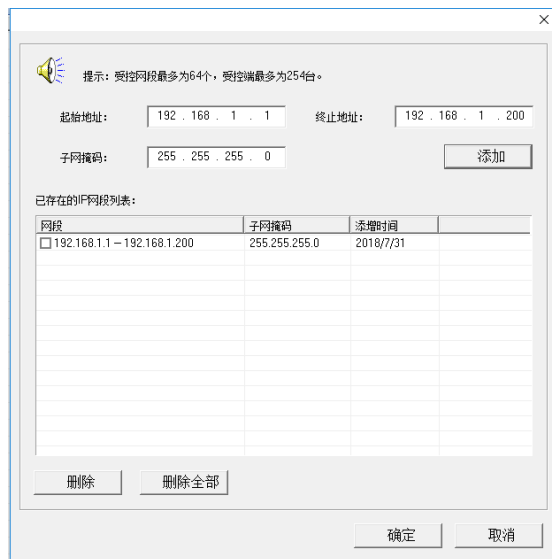 提示：受控网段最多为64个，受控端最多为254台。
起始地址： 192 . 168 . 1 . 1 终止地址： 192 . 168 . 1 . 200
子网掩码： 255 . 255 . 255 . 0 添加
已存在的IP网段列表：
网段 子网掩码 添增时间
192.168.1.1－192.168.1.200 255.255.255.0 2018/7/31
删除 删除全部
确定 取消